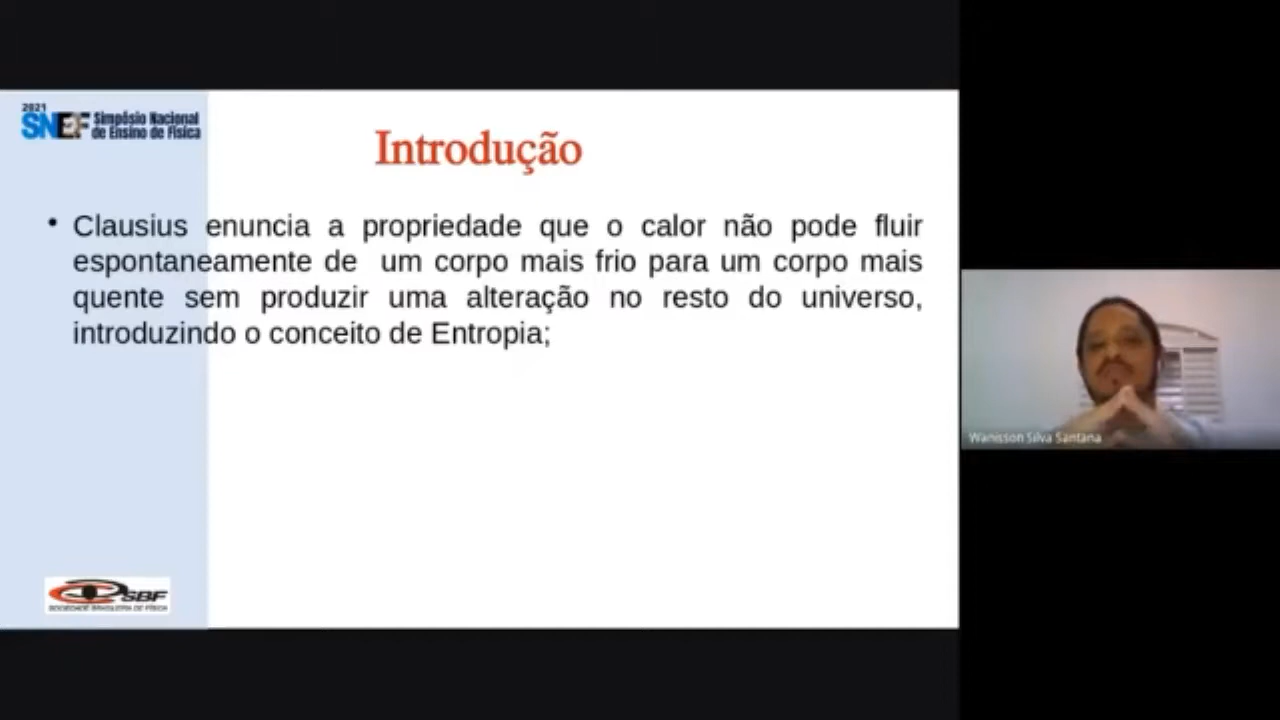 2021
SNEF Simpósio Nacional
de Ensino de Física
Introdução
• Clausius enuncia a propriedade que o calor não pode fluir
espontaneamente de um corpo mais frio para um corpo mais
quente sem produzir uma alteração no resto do universo,
introduzindo o conceito de Entropia;
Wanisson Silva Santana
SBF
SOCIEDADE BRASILEIRA DE FÍSICA